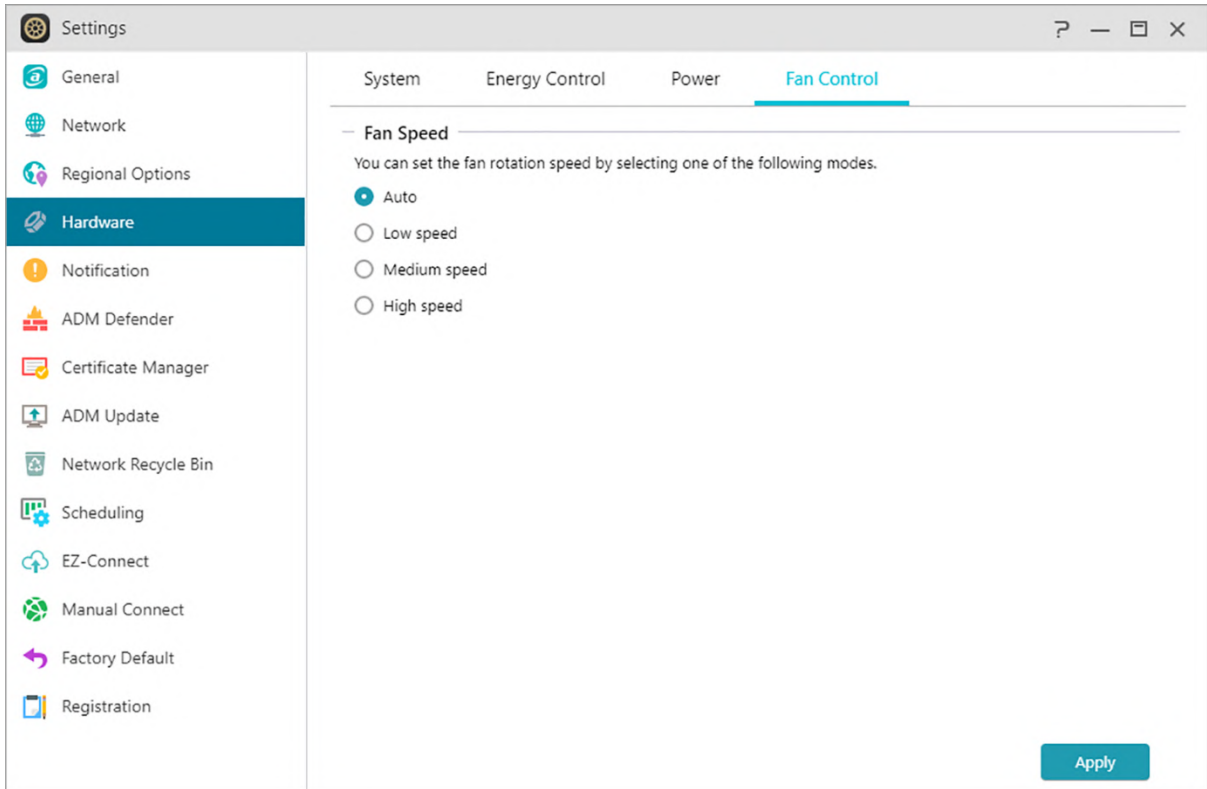 Settings
General
Network
Regional Options
Hardware
Notification
ADM Defender
Certificate Manager
ADM Update
Network Recycle Bin
Scheduling
EZ-Connect
Manual Connect
Factory Default
Registration
System Energy Control Power Fan Control
Fan Speed
You can set the fan rotation speed by selecting one of the following modes.
Auto
Low speed
Medium speed
High speed
Apply